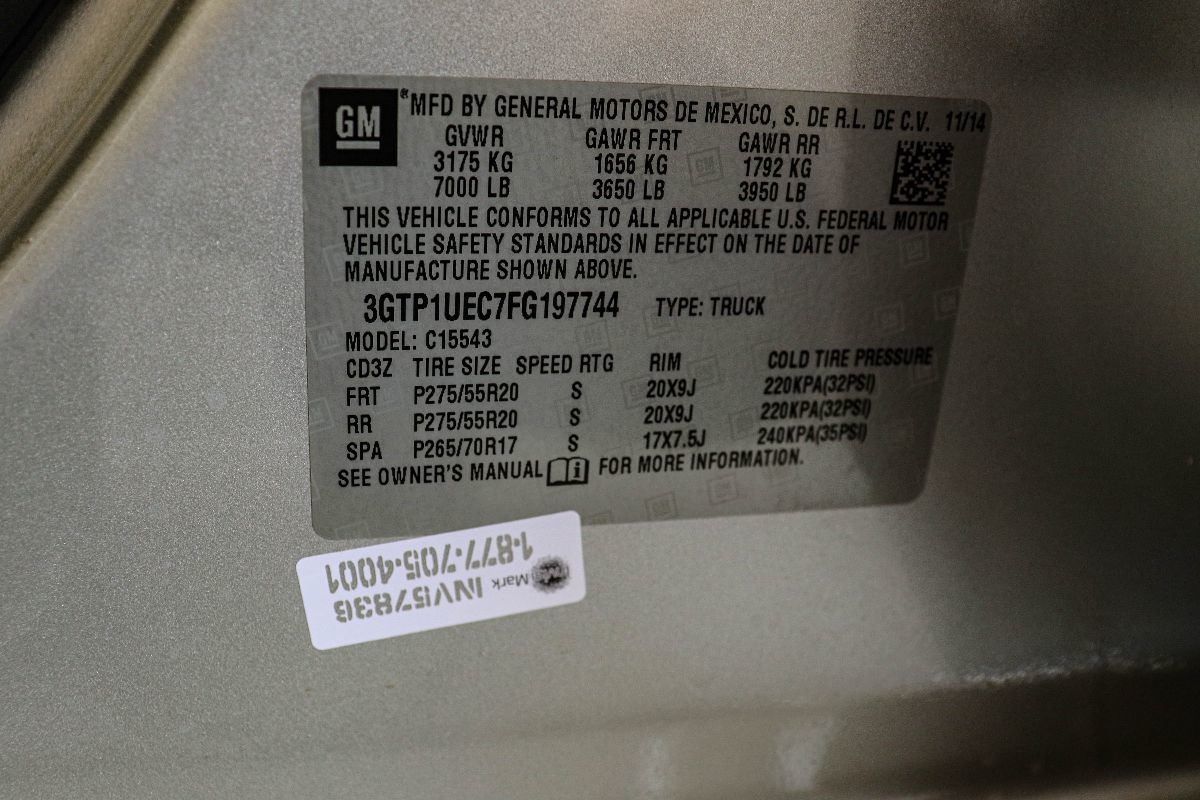 GM
®MFD BY GENERAL MOTORS DE MEXICO, S. DE R.L. DE C.V. 11/14
GVWR GAWR FRT GAWR RR
3175 KG 1656 KG 1792 KG
7000 LB 3650 LB 3950 LB
THIS VEHICLE CONFORMS TO ALL APPLICABLE U.S. FEDERAL MOTOR
VEHICLE SAFETY STANDARDS IN EFFECT ON THE DATE OF
MANUFACTURE SHOWN ABOVE.
3GTP1UEC7FG197744 TYPE: TRUCK
MODEL: C15543
CD3Z TIRE SIZE SPEED RTG RIM COLD TIRE PRESSURE
FRT P275/55R20 S 20X9J 220KPA(32PSI)
RR P275/55R20 S 20X9J 220KPA(32PSI)
SPA P265/70R17 S 17X7.5J 240KPA(35PSI)
SEE OWNER'S MANUAL FOR MORE INFORMATION.
Mark INV57836
1·877·705·4001